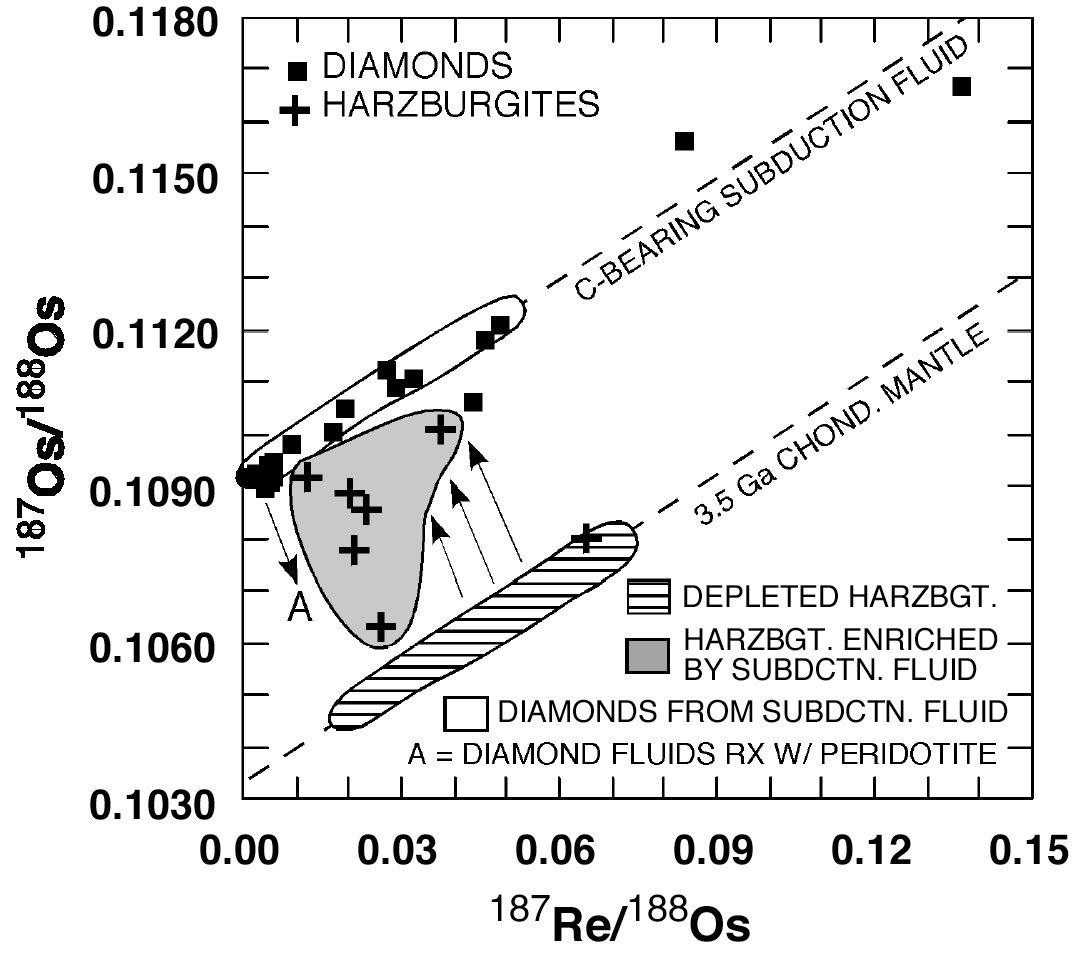 0.1180
DIAMONDS
HARZBURGITES
C-BEARING SUBDUCTION FLUID
0.1150
0.1120
187Os/188Os
3.5 Ga CHOND. MANTLE
0.1090
A
DEPLETED HARZBGT.
HARZBGT. ENRICHED
BY SUBDCTN. FLUID
0.1060
DIAMONDS FROM SUBDCTN. FLUID
A = DIAMOND FLUIDS RX W/ PERIDOTITE
0.1030
0.00 0.03 0.06 0.09 0.12 0.15
187Re/188Os